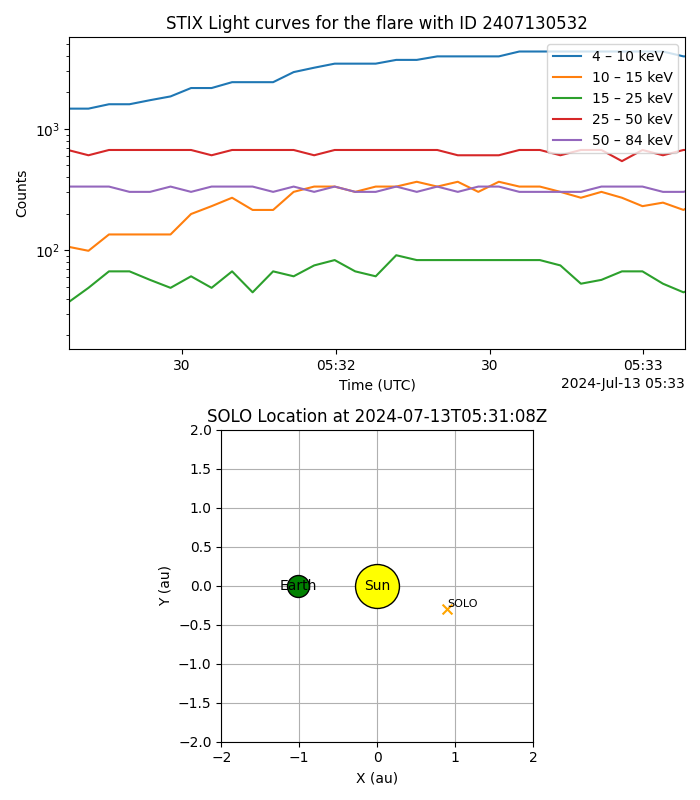 STIX Light curves for the flare with ID 2407130532
4 – 10 keV
10 – 15 keV
15 – 25 keV
25 – 50 keV
50 – 84 keV
10³
10²
Counts
30
05:32
30
05:33
Time (UTC)
2024-Jul-13 05:33
SOLO Location at 2024-07-13T05:31:08Z
2.0
1.5
1.0
0.5
0.0
−0.5
−1.0
−1.5
−2.0
Y (au)
Earth
Sun
SOLO
−2
−1
0
1
2
X (au)